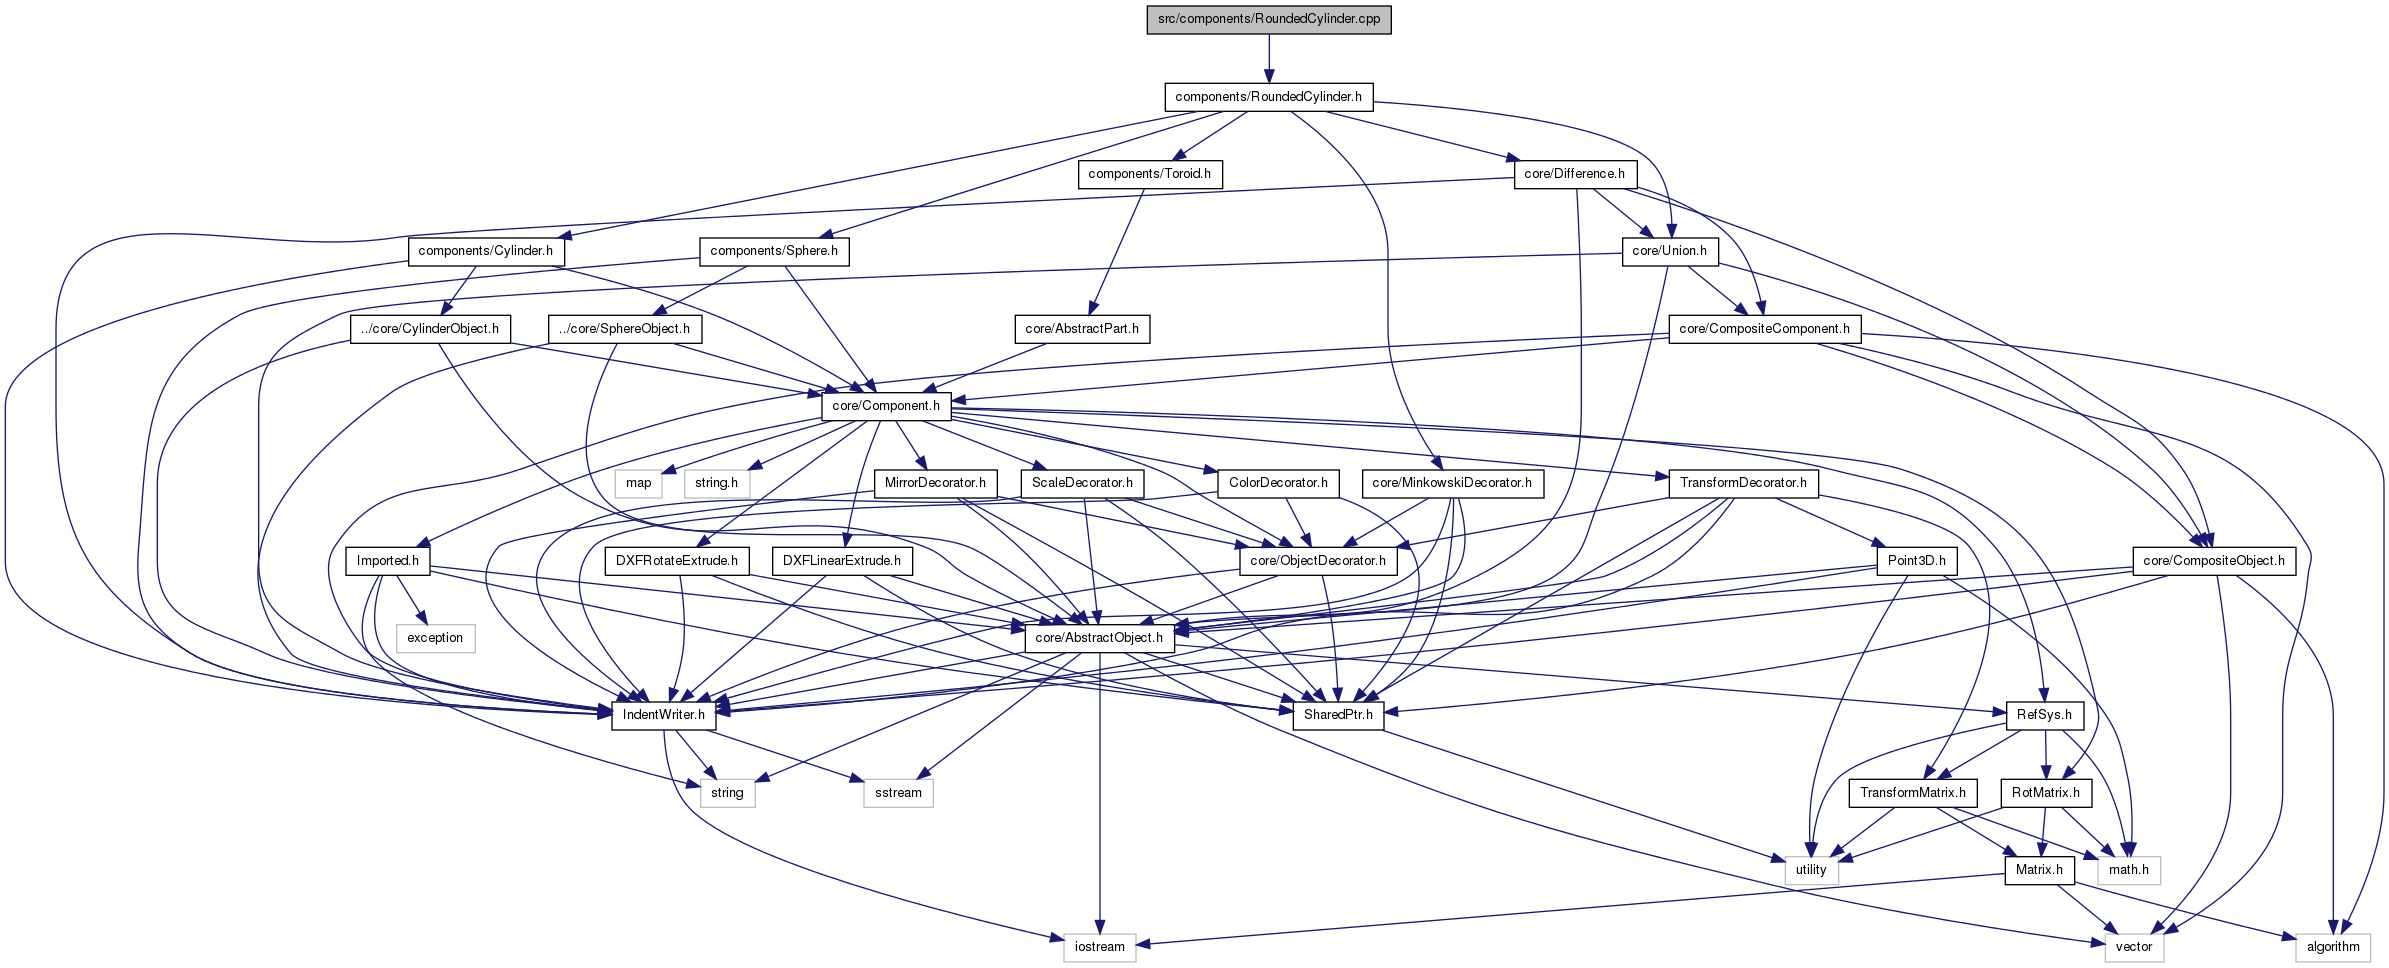 src/components/RoundedCylinder.cpp
components/RoundedCylinder.h
components/Toroid.h
core/Difference.h
components/Cylinder.h
components/Sphere.h
core/Union.h
../core/CylinderObject.h
../core/SphereObject.h
core/AbstractPart.h
core/CompositeComponent.h
core/Component.h
map
string.h
MirrorDecorator.h
ScaleDecorator.h
ColorDecorator.h
core/MinkowskiDecorator.h
TransformDecorator.h
Imported.h
DXFRotateExtrude.h
DXFLinearExtrude.h
core/ObjectDecorator.h
Point3D.h
core/CompositeObject.h
exception
core/AbstractObject.h
IndentWriter.h
SharedPtr.h
RefSys.h
string
sstream
TransformMatrix.h
RotMatrix.h
utility
Matrix.h
math.h
iostream
vector
algorithm